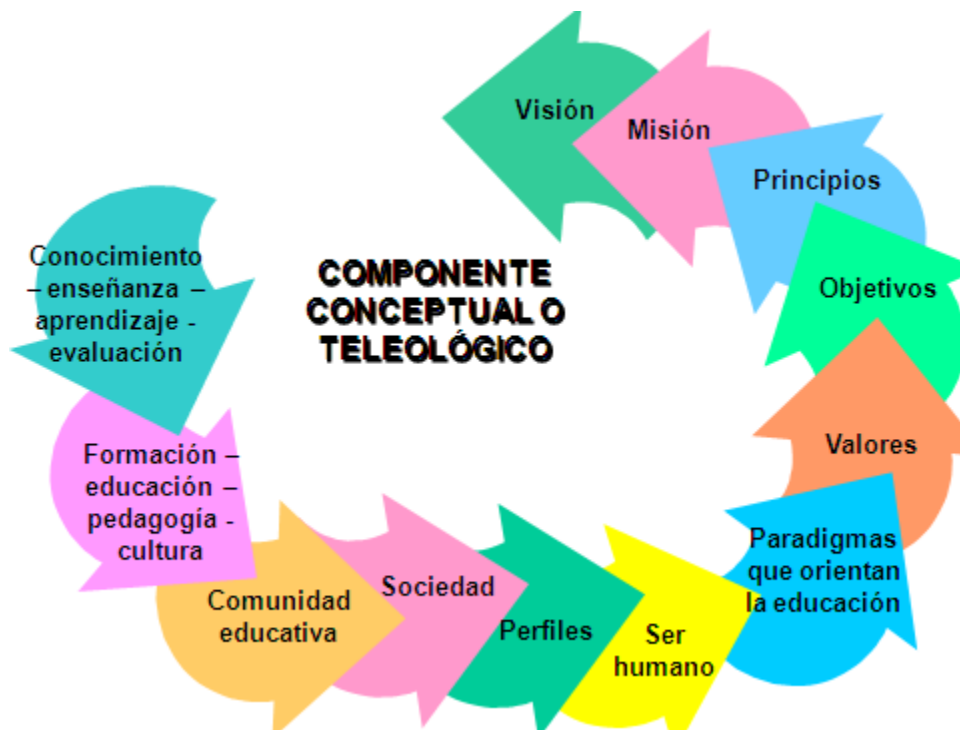 Visión
Misión
Principios
Objetivos
Valores
Paradigmas
que orientan
la educación
Ser
humano
Perfiles
Sociedad
Comunidad
educativa
Formación –
educación –
pedagogía -
cultura
Conocimiento
– enseñanza –
aprendizaje -
evaluación
COMPONENTE
CONCEPTUAL O
TELEOLÓGICO